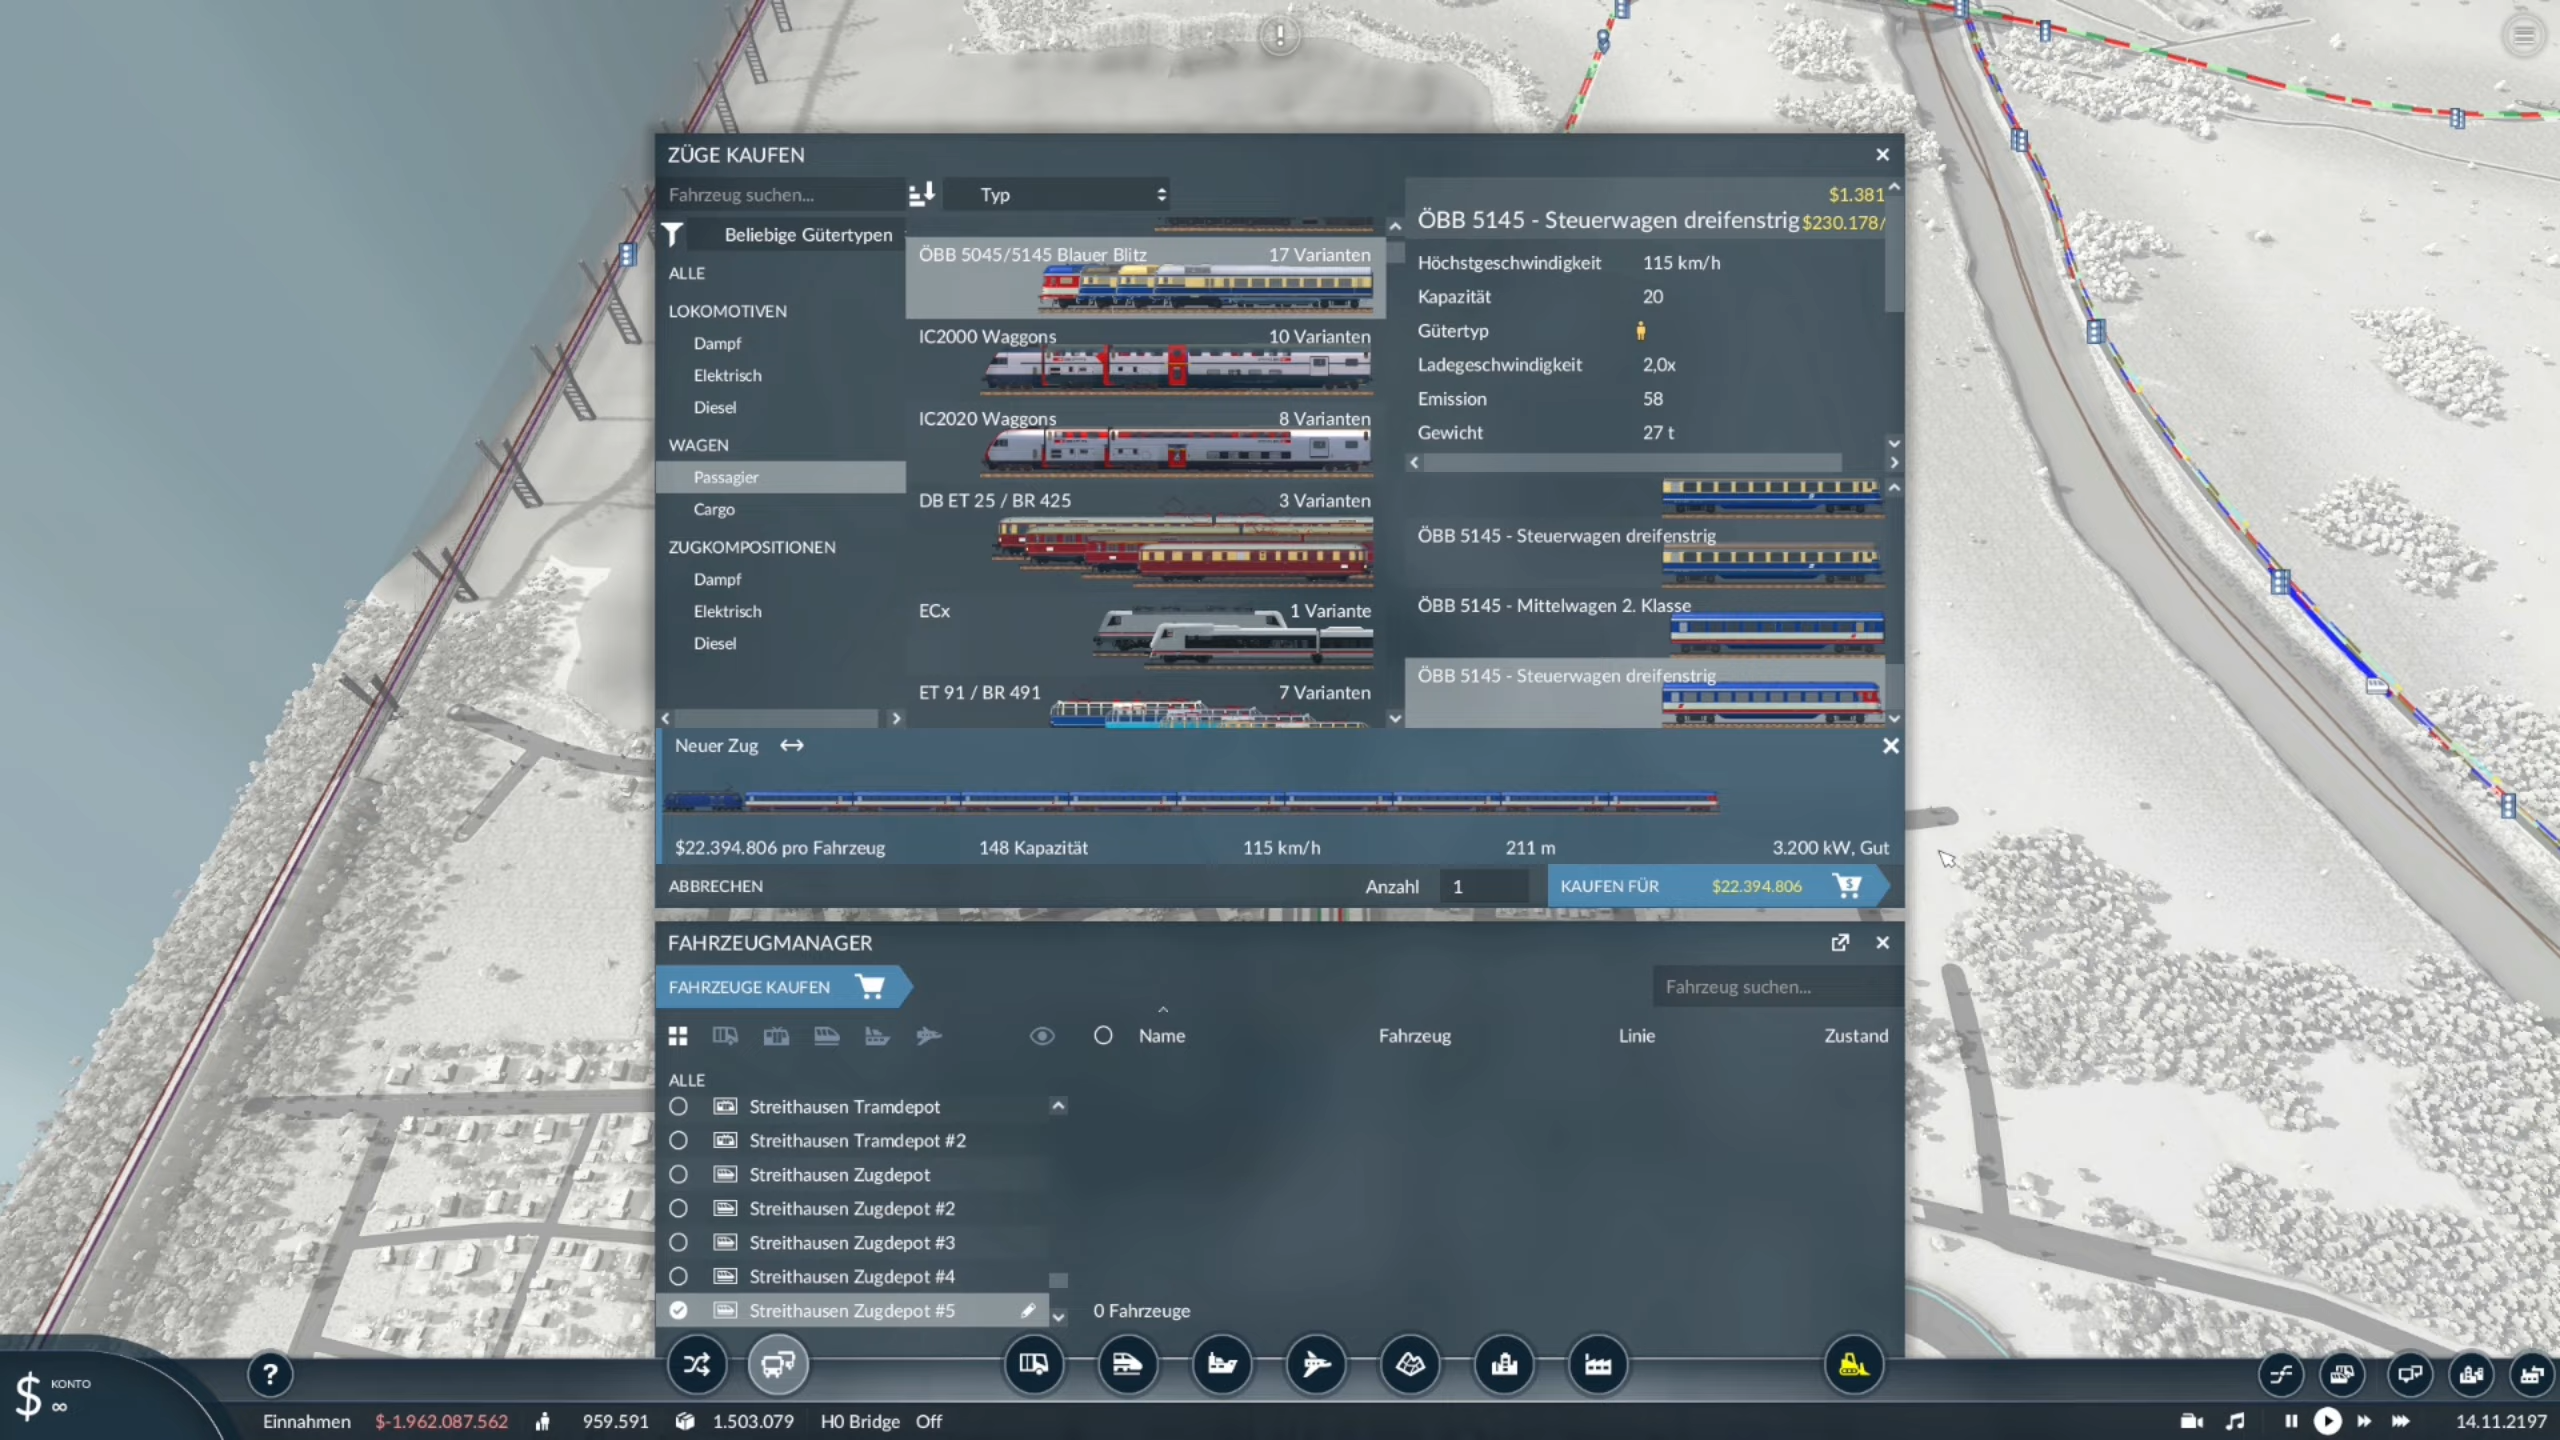 ZÜGE KAUFEN
Fahrzeug suchen...
Typ
Beliebige Gütertypen
ALLE
LOKOMOTIVEN
Dampf
Elektrisch
Diesel
WAGEN
Passagier
Cargo
ZUGKOMPOSITIONEN
Dampf
Elektrisch
Diesel
ÖBB 5045/5145 Blauer Blitz 17 Varianten
IC2000 Waggons 10 Varianten
IC2020 Waggons 8 Varianten
DB ET 25 / BR 425 3 Varianten
ECx 1 Variante
ET 91 / BR 491 7 Varianten
$1.381
ÖBB 5145 - Steuerwagen dreifenstrig $230.178/
Höchstgeschwindigkeit 115 km/h
Kapazität 20
Gütertyp
Ladegeschwindigkeit 2,0x
Emission 58
Gewicht 27 t
ÖBB 5145 - Steuerwagen dreifenstrig
ÖBB 5145 - Mittelwagen 2. Klasse
ÖBB 5145 - Steuerwagen dreifenstrig
Neuer Zug
$22.394.806 pro Fahrzeug 148 Kapazität 115 km/h 211 m 3.200 kW, Gut
ABBRECHEN Anzahl 1 KAUFEN FÜR $22.394.806
FAHRZEUGMANAGER
FAHRZEUGE KAUFEN Fahrzeug suchen...
Name Fahrzeug Linie Zustand
ALLE
Streithausen Tramdepot
Streithausen Tramdepot #2
Streithausen Zugdepot
Streithausen Zugdepot #2
Streithausen Zugdepot #3
Streithausen Zugdepot #4
Streithausen Zugdepot #5 0 Fahrzeuge
$ KONTO
∞
?
Einnahmen $-1.962.087.562 959.591 1.503.079 H0 Bridge Off 14.11.2197